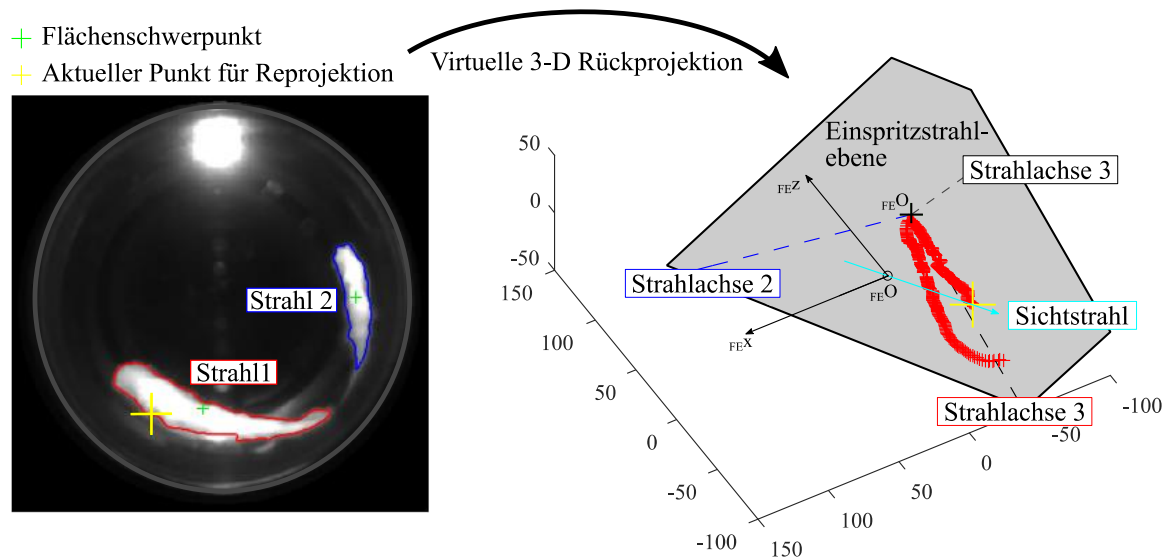 Flächenschwerpunkt
Aktueller Punkt für Reprojektion
Virtuelle 3-D Rückprojektion
Strahl 2
Strahl1
Einspritzstrahl-
ebene
Strahlachse 3
FEz
FEO
Strahlachse 2
FEO
FEx
Sichtstrahl
Strahlachse 3
50
0
-50
150
100
50
0
-50
-100
150
100
50
0
-50
-100